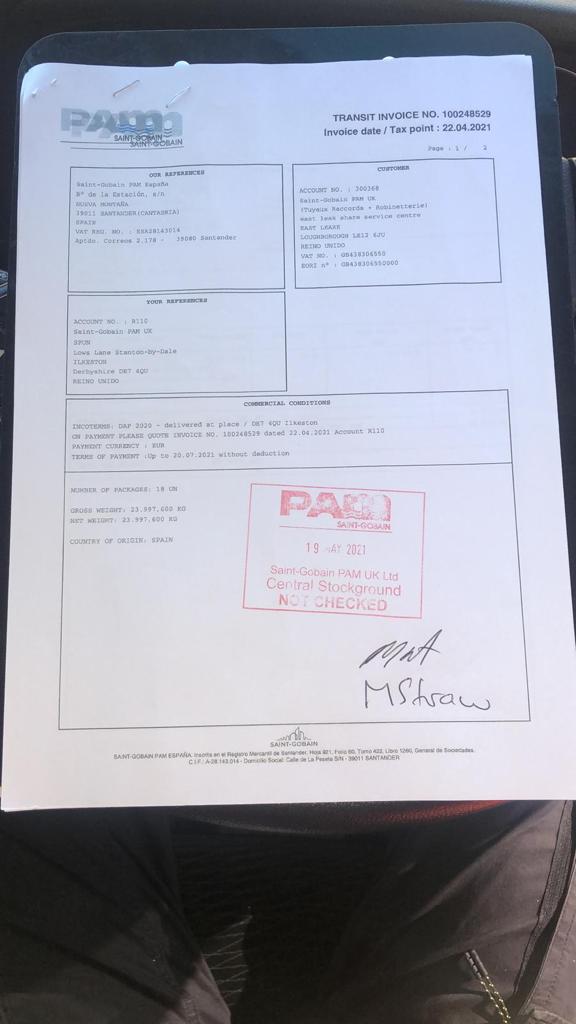 PAM
SAINT-GOBAIN
SAINT-GOBAIN
TRANSIT INVOICE NO. 100248529
Invoice date / Tax point : 22.04.2021
Page : 1 / 2
OUR REFERENCES
Saint-Gobain PAM España
Bº de la Estación, s/n
NUEVA MONTAÑA
39011 SANTANDER(CANTABRIA)
SPAIN
VAT REG. NO. : ESA28143014
Aptdo. Correos 2.178 - 39080 Santander
CUSTOMER
ACCOUNT NO. : 300368
Saint-Gobain PAM UK
(Tuyaux Raccords + Robinetterie)
east leak share service centre
EAST LEAKE
LOUGHBOROUGH LE12 6JU
REINO UNIDO
VAT NO. : GB438306550
EORI nº : GB438306550000
YOUR REFERENCES
ACCOUNT NO. : R110
Saint-Gobain PAM UK
SPUN
Lows Lane Stanton-by-Dale
ILKESTON
Derbyshire DE7 4QU
REINO UNIDO
COMMERCIAL CONDITIONS
INCOTERMS: DAP 2020 - delivered at place / DE7 4QU Ilkeston
ON PAYMENT PLEASE QUOTE INVOICE NO. 100248529 dated 22.04.2021 Account R110
PAYMENT CURRENCY : EUR
TERMS OF PAYMENT :Up to 20.07.2021 without deduction
NUMBER OF PACKAGES: 18 UN
GROSS WEIGHT: 23.997,600 KG
NET WEIGHT: 23.997,600 KG
COUNTRY OF ORIGIN: SPAIN
PAM
SAINT-GOBAIN
19 MAY 2021
Saint-Gobain PAM UK Ltd
Central Stockground
NOT CHECKED
MStraw
SAINT-GOBAIN
SAINT-GOBAIN PAM ESPAÑA. Inscrita en el Registro Mercantil de Santander, Hoja 921, Folio 60, Tomo 422, Libro 1260, General de Sociedades.
C.I.F.: A-28.143.014 - Domicilio Social: Calle de La Peseta S/N - 39011 SANTANDER